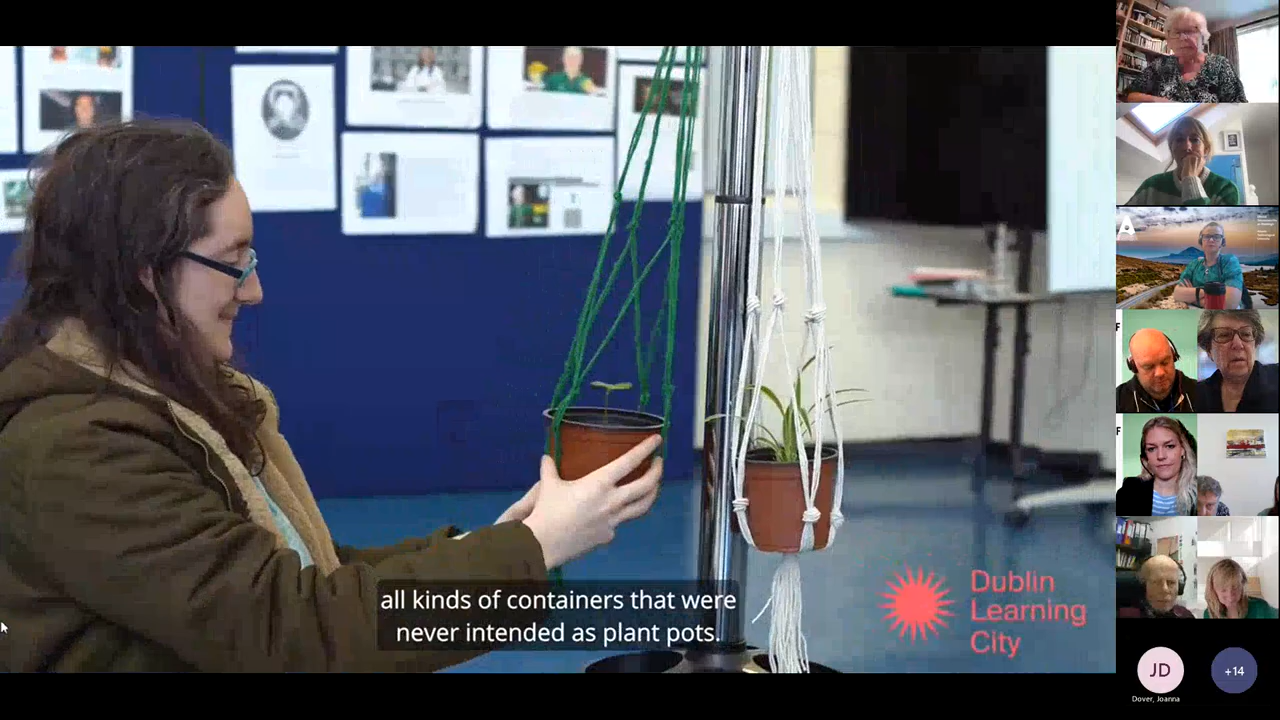 all kinds of containers that were
never intended as plant pots.
Dublin
Learning
City
A
F
F
JD
+14
Dover, Joanna